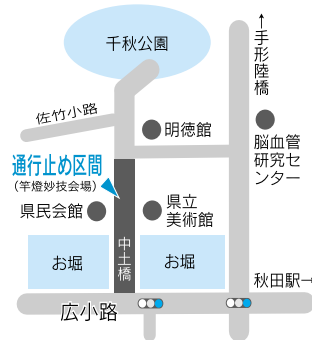 千秋公園
↑手形陸橋
佐竹小路
明徳館
脳血管
研究セ
ンター
通行止め区間
(竿燈妙技会場)
県民会館
県立
美術館
中土橋
お堀
お堀
秋田駅→
広小路